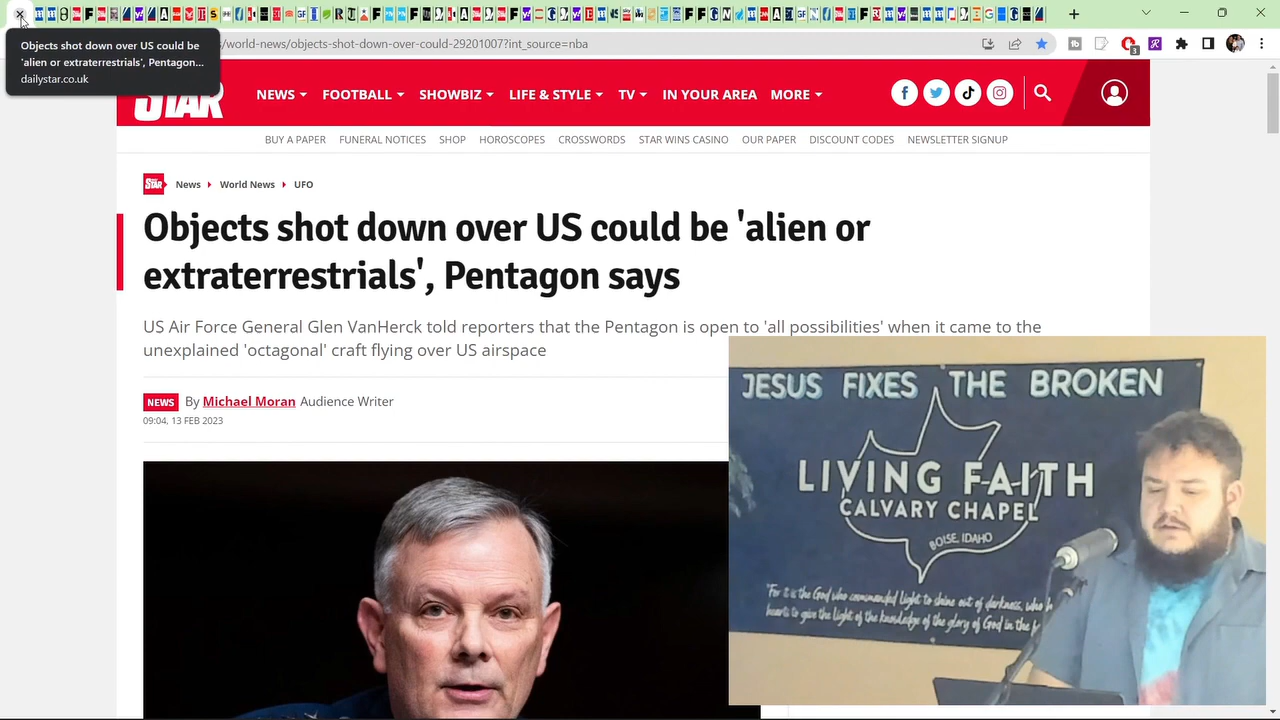 Objects shot down over US could be
'alien or extraterrestrials', Pentagon...
dailystar.co.uk
/world-news/objects-shot-down-over-ould-29201007?int_source=nba
3
STAR
NEWS
FOOTBALL
SHOWBIZ
LIFE & STYLE
TV
IN YOUR AREA
MORE
BUY A PAPER
FUNERAL NOTICES
SHOP
HOROSCOPES
CROSSWORDS
STAR WINS CASINO
OUR PAPER
DISCOUNT CODES
NEWSLETTER SIGNUP
STAR
News
World News
UFO
Objects shot down over US could be 'alien or
extraterrestrials', Pentagon says
US Air Force General Glen VanHerck told reporters that the Pentagon is open to 'all possibilities' when it came to the
unexplained 'octagonal' craft flying over US airspace
NEWS
By Michael Moran Audience Writer
09:04, 13 FEB 2023
JESUS FIXES THE BROKEN
LIVING FAITH
CALVARY CHAPEL
BOISE, IDAHO
"For it is the God who commanded light to shine out of darkness, who
hearts to give the light of the knowledge of the glory of God in the